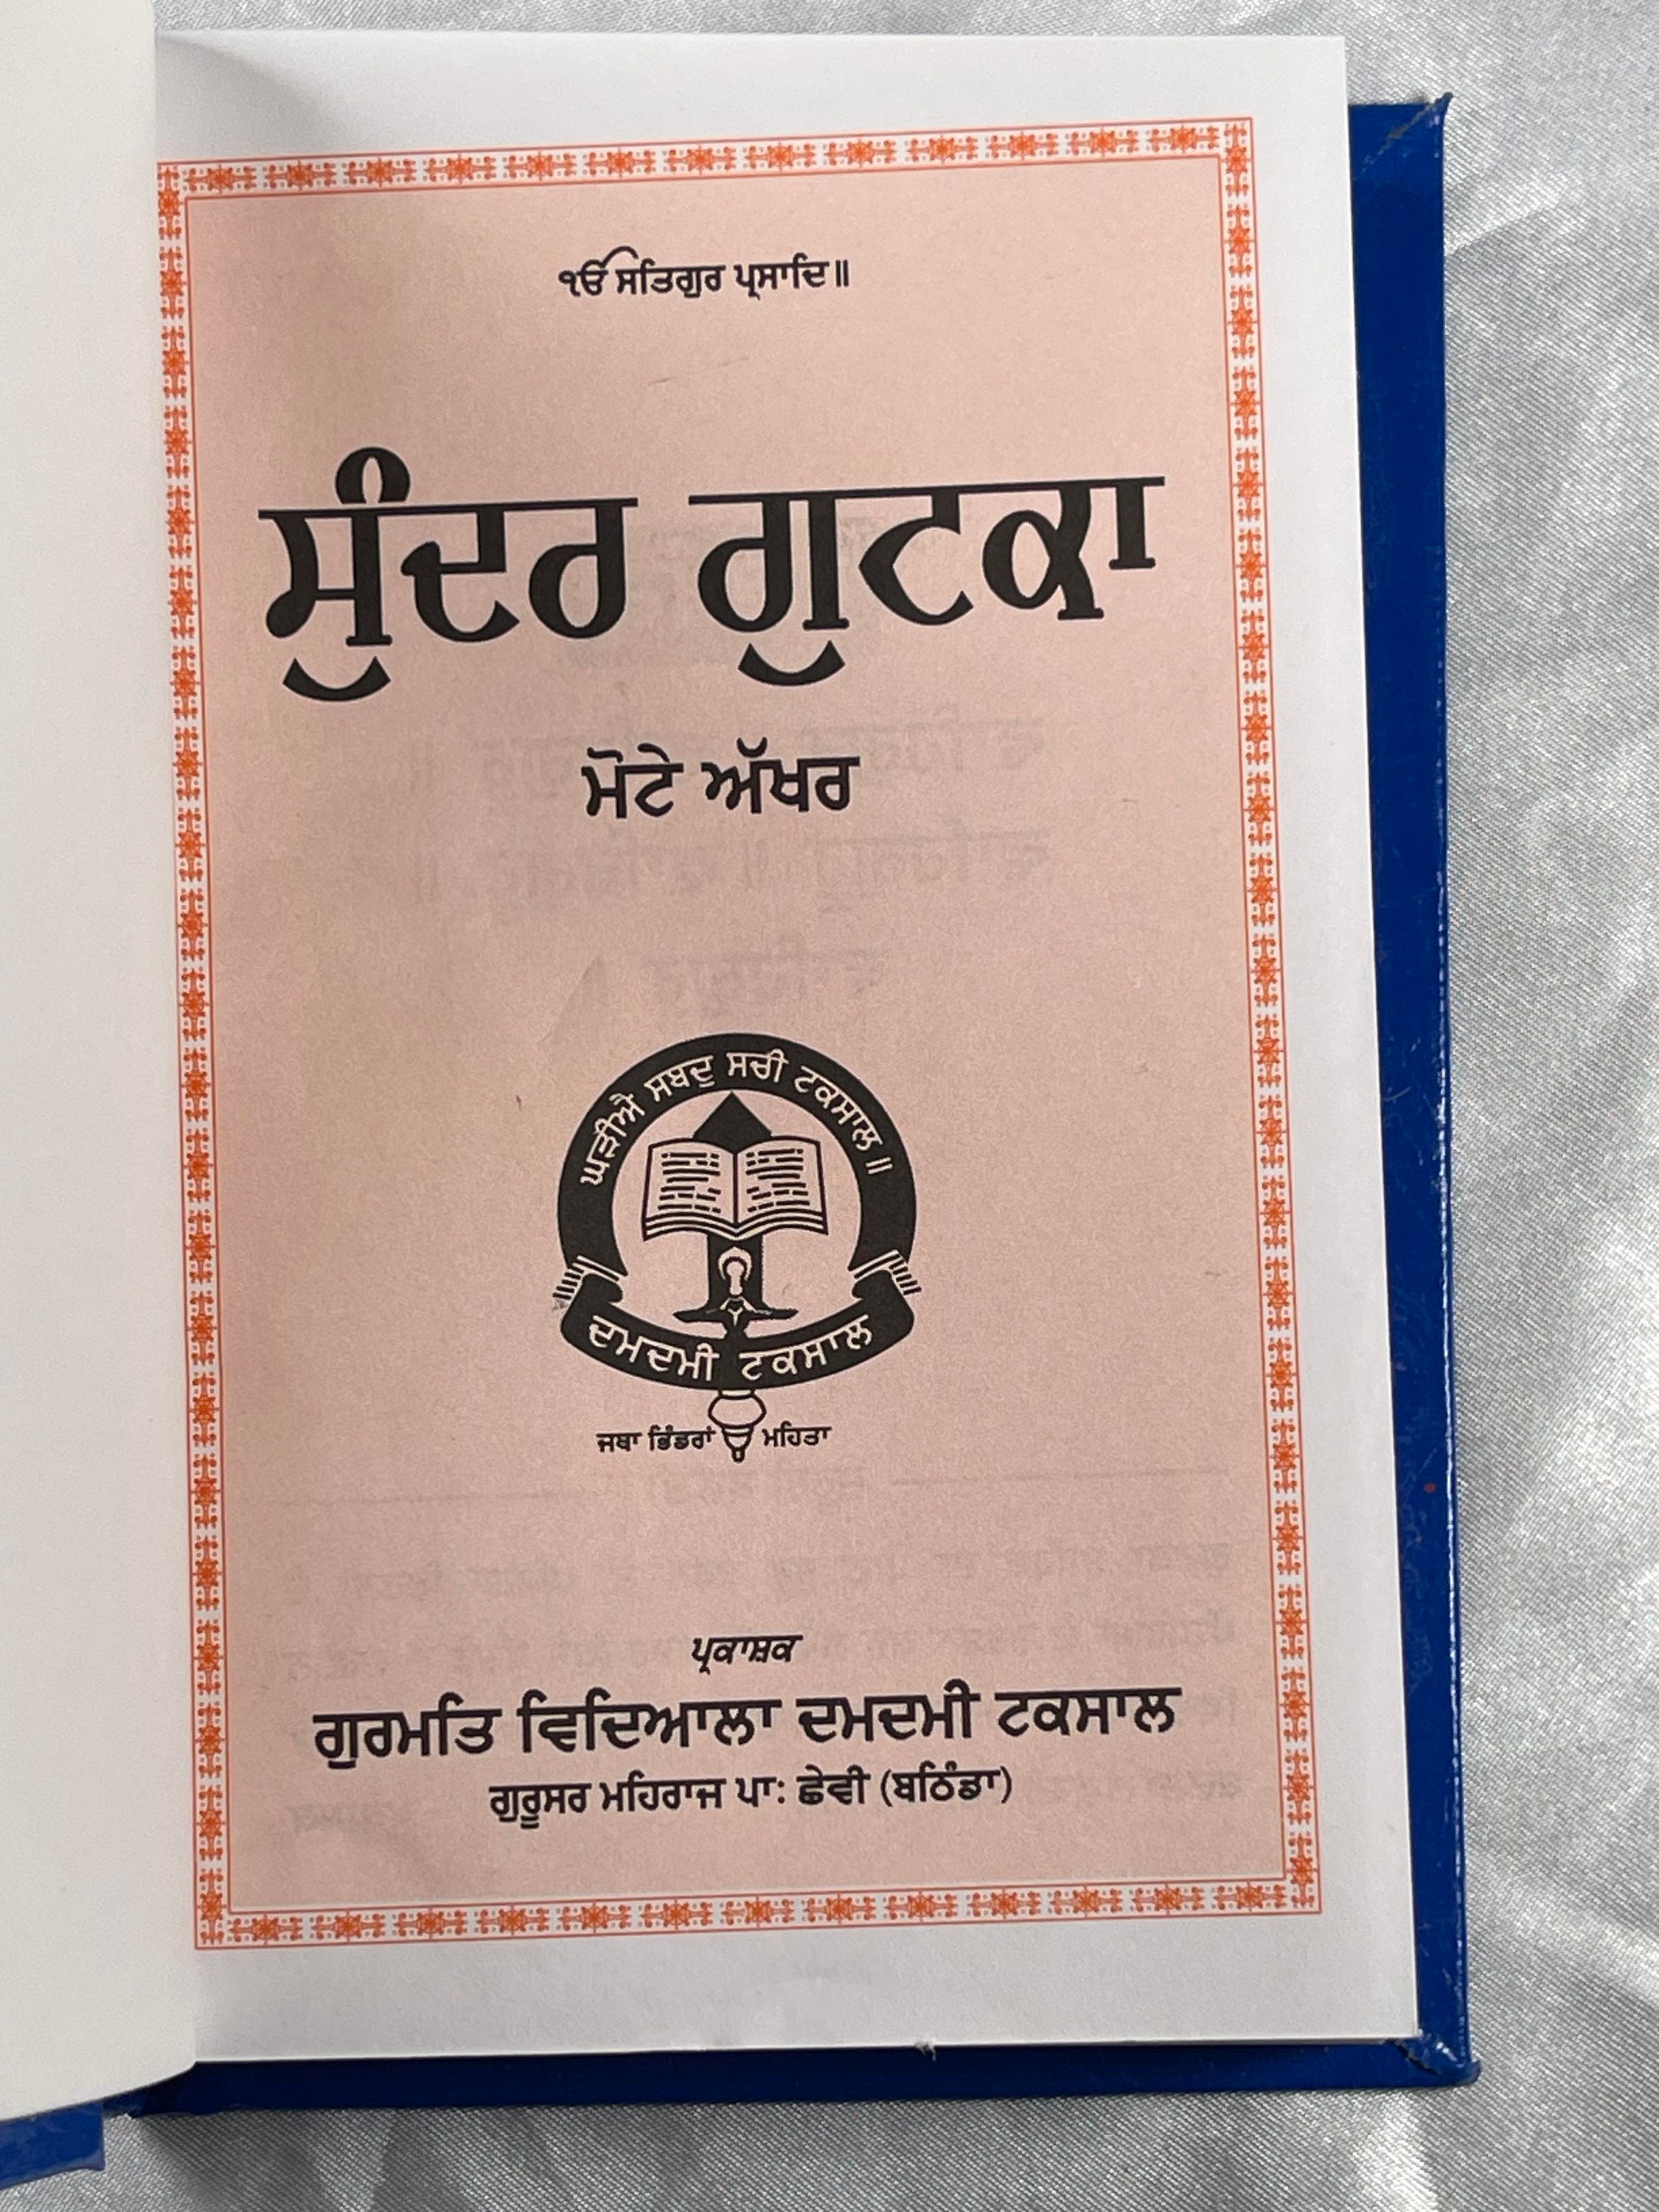 ੴ ਸਤਿਗੁਰ ਪ੍ਰਸਾਦਿ॥
ਸੁੰਦਰ ਗੁਟਕਾ
ਮੋਟੇ ਅੱਖਰ
ਘੜੀਐ ਸਬਦੁ ਸਚੀ ਟਕਸਾਲ॥
ਦਮਦਮੀ ਟਕਸਾਲ
ਜਥਾ ਭਿੰਡਰਾਂ ਮਹਿਤਾ
ਪ੍ਰਕਾਸ਼ਕ
ਗੁਰਮਤਿ ਵਿਦਿਆਲਾ ਦਮਦਮੀ ਟਕਸਾਲ
ਗੁਰੂਸਰ ਮਹਿਰਾਜ ਪਾ: ਛੇਵੀ (ਬਠਿੰਡਾ)